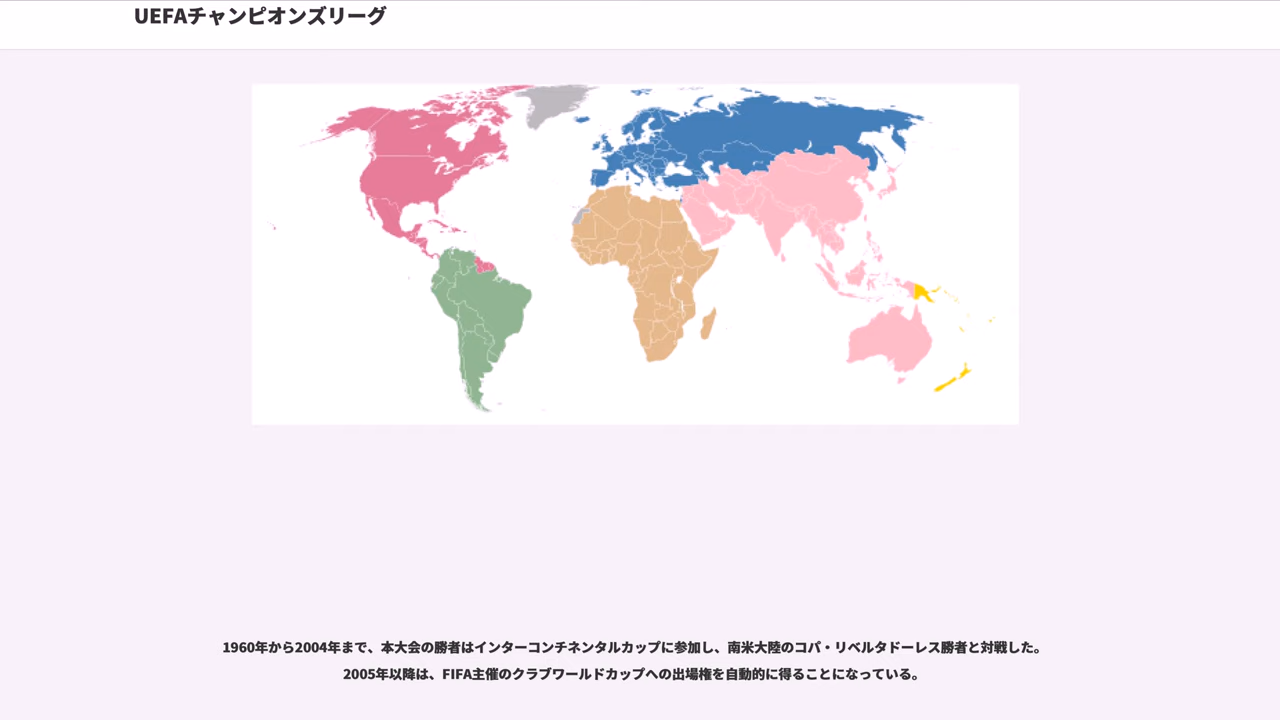 UEFAチャンピオンズリーグ
1960年から2004年まで、本大会の勝者はインターコンチネンタルカップに参加し、南米大陸のコパ・リベルタドーレス勝者と対戦した。
2005年以降は、FIFA主催のクラブワールドカップへの出場権を自動的に得ることになっている。